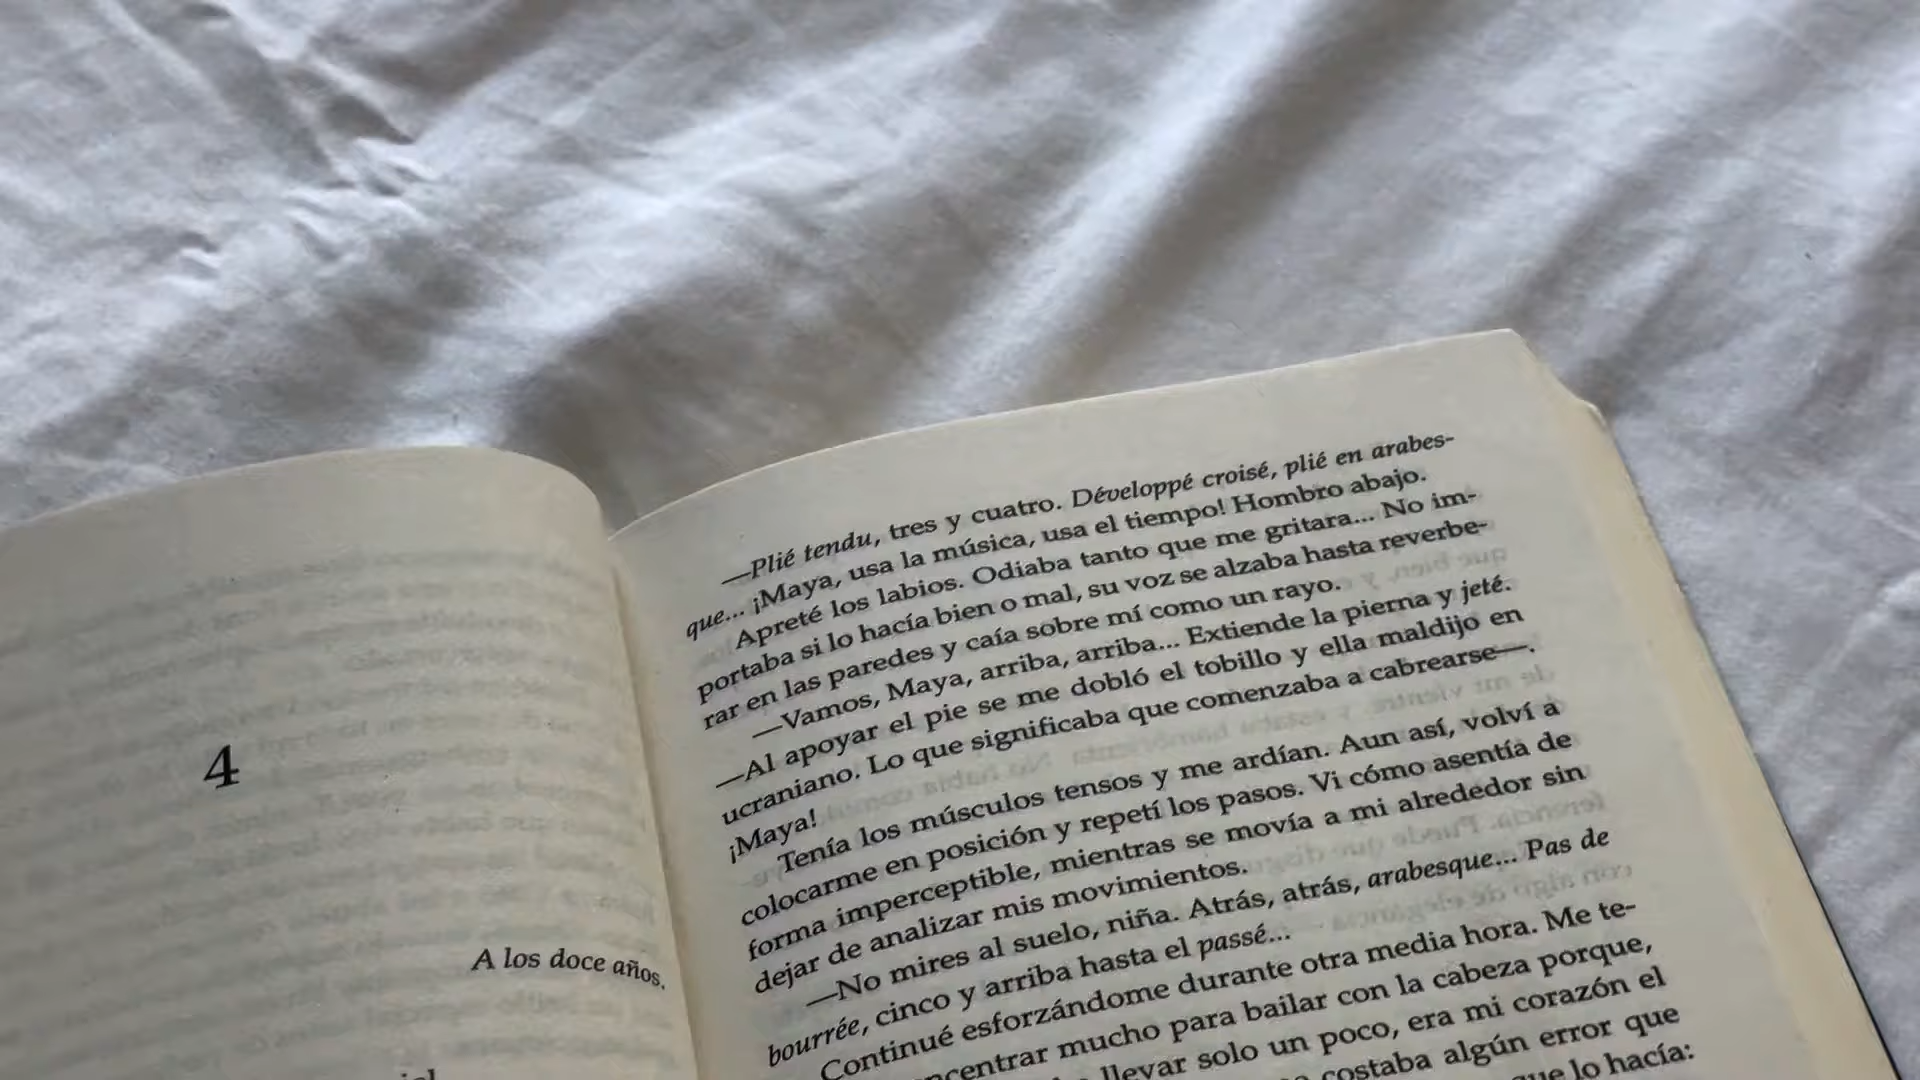 4
A los doce años.
—Plié tendu, tres y cuatro. Développé croisé, plié en arabes-
que... ¡Maya, usa la música, usa el tiempo! Hombro abajo.
Apreté los labios. Odiaba tanto que me gritara... No im-
portaba si lo hacía bien o mal, su voz se alzaba hasta reverbe-
rar en las paredes y caía sobre mí como un rayo.
—Vamos, Maya, arriba, arriba... Extiende la pierna y jeté.
—Al apoyar el pie se me dobló el tobillo y ella maldijo en
ucraniano. Lo que significaba que comenzaba a cabrearse—.
¡Maya!
Tenía los músculos tensos y me ardían. Aun así, volví a
colocarme en posición y repetí los pasos. Vi cómo asentía de
forma imperceptible, mientras se movía a mi alrededor sin
dejar de analizar mis movimientos.
—No mires al suelo, niña. Atrás, atrás, arabesque... Pas de
bourrée, cinco y arriba hasta el passé...
Continué esforzándome durante otra media hora. Me te-
mucho para bailar con la cabeza porque,
llevar solo un poco, era mi corazón el
costaba algún error que
que lo hacía: